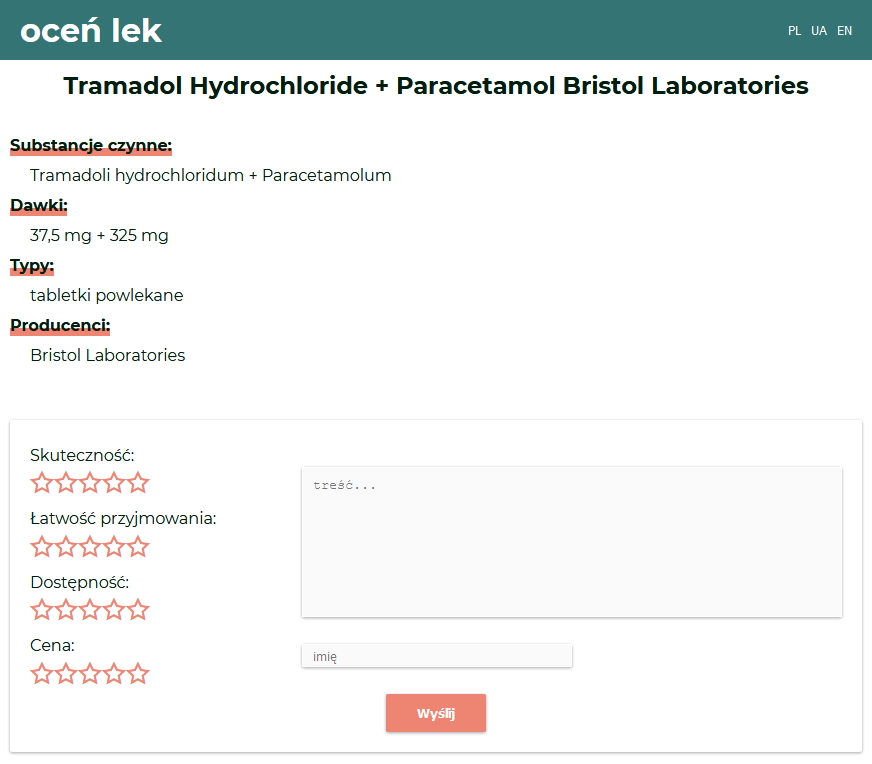 oceń lek
PL UA EN
Tramadol Hydrochloride + Paracetamol Bristol Laboratories
Substancje czynne:
Tramadoli hydrochloridum + Paracetamolum
Dawki:
37,5 mg + 325 mg
Typy:
tabletki powlekane
Producenci:
Bristol Laboratories
Skuteczność:
treść...
Łatwość przyjmowania:
Dostępność:
Cena:
imię
Wyślij